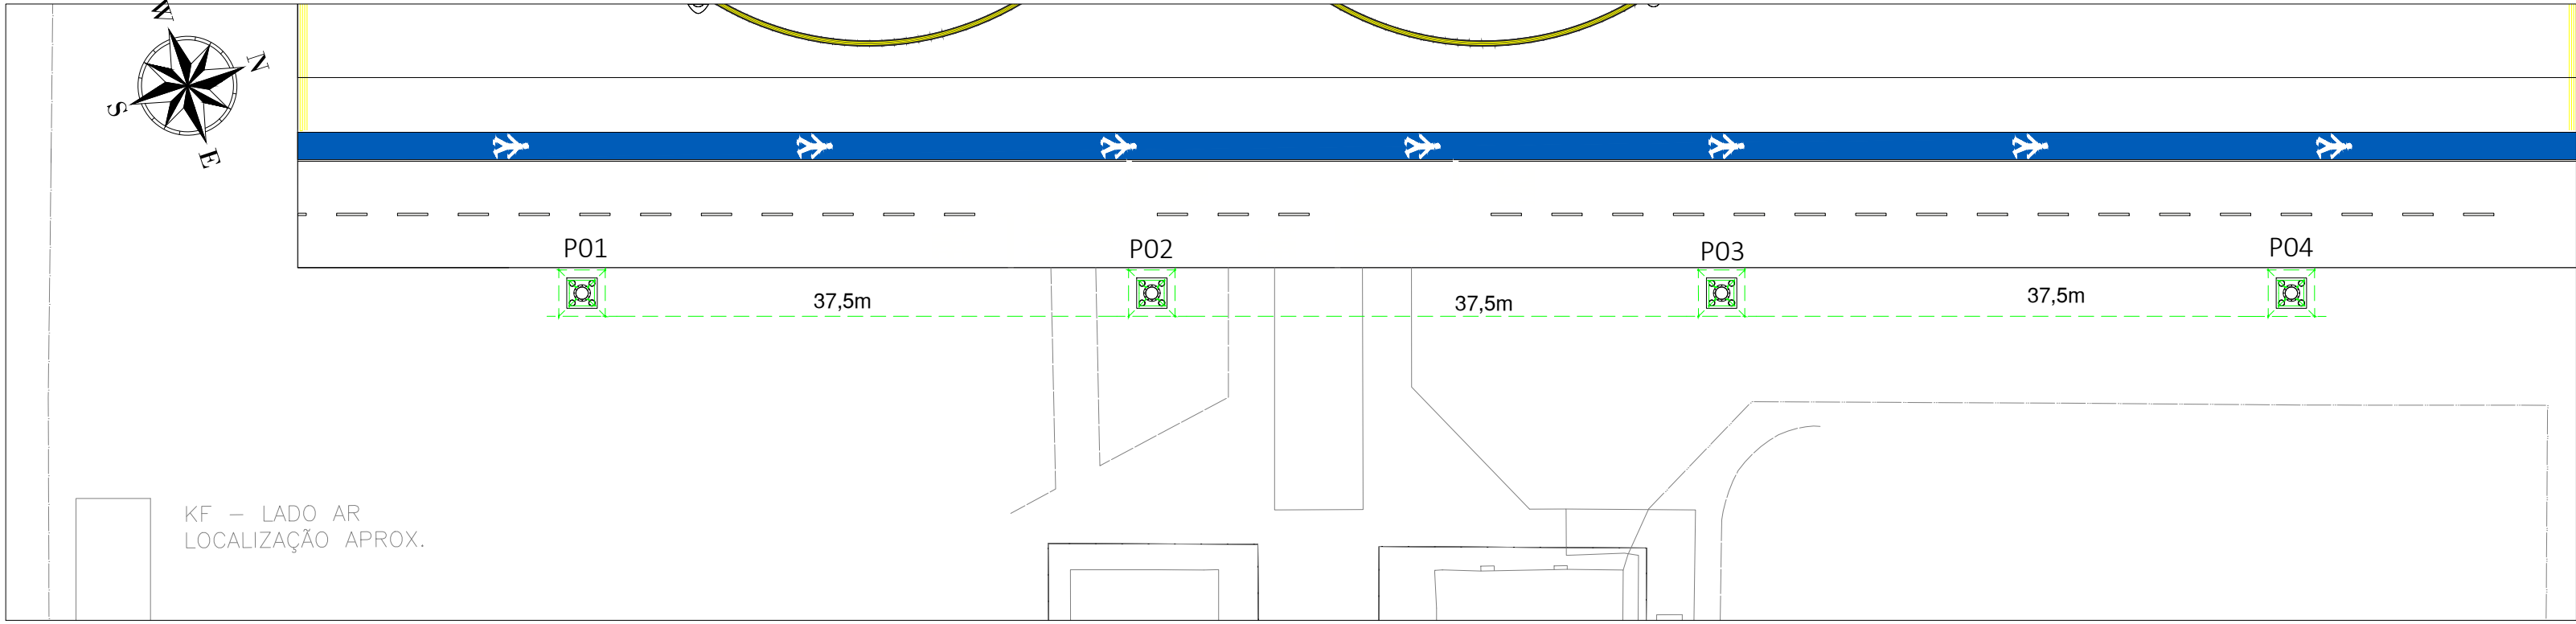 W
N
S
E
P01
P02
P03
P04
37,5m
37,5m
37,5m
KF – LADO AR
LOCALIZAÇÃO APROX.